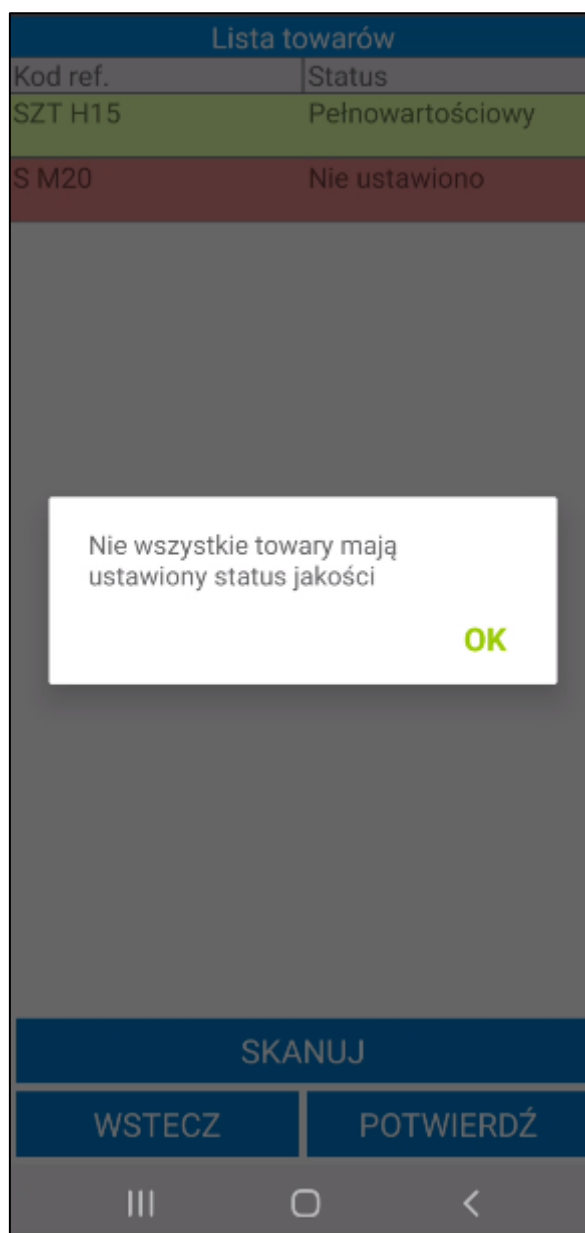 Lista towarów
Kod ref. Status
SZT H15 Pełnowartościowy
S M20 Nie ustawiono
Nie wszystkie towary mają
ustawiony status jakości
OK
SKANUJ
WSTECZ POTWIERDŹ